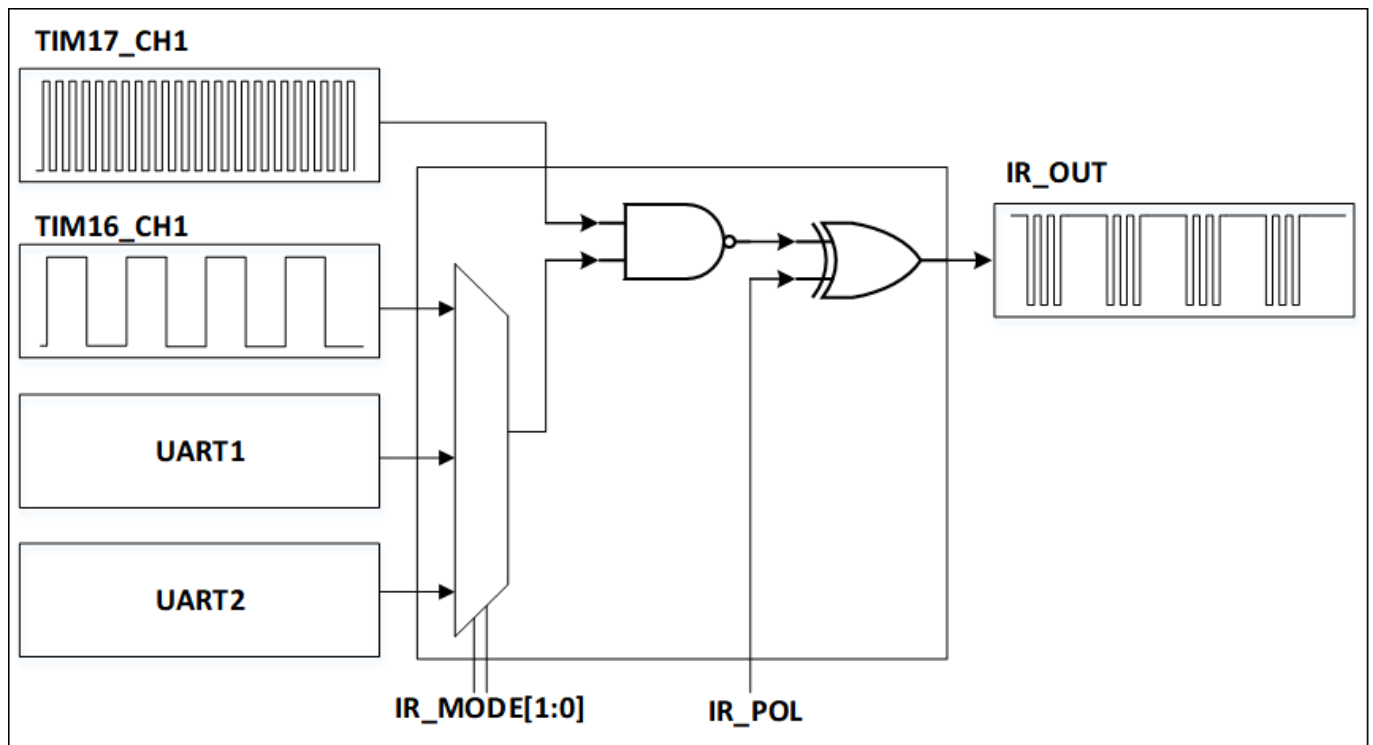 TIM17_CH1
IR_OUT
TIM16_CH1
UART1
UART2
IR_MODE[1:0]
IR_POL